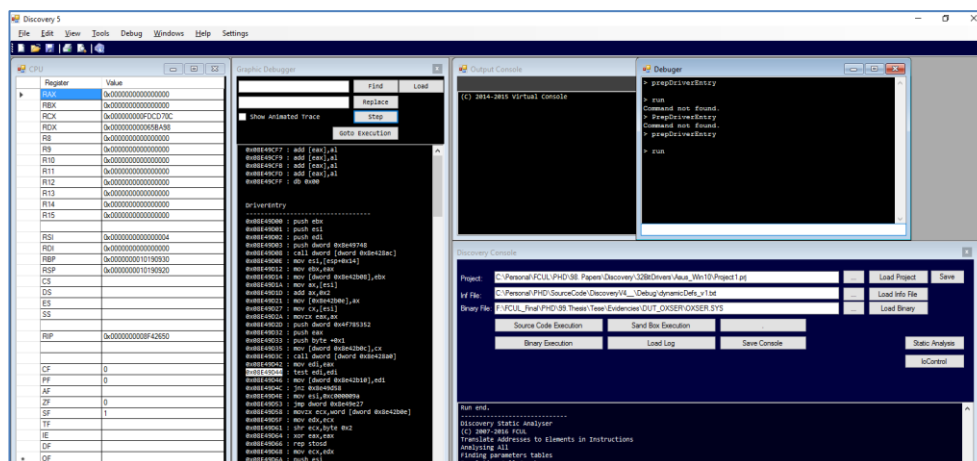 Discovery 5
File Edit View Tools Debug Windows Help Settings
CPU
Register Value
RAX 0x0000000000000000
RBX 0x0000000000000000
RCX 0x000000000FDCD70C
RDX 0x000000000065BA98
R8 0x0000000000000000
R9 0x0000000000000000
R10 0x0000000000000000
R11 0x0000000000000000
R12 0x0000000000000000
R13 0x0000000000000000
R14 0x0000000000000000
R15 0x0000000000000000
RSI 0x0000000000000004
RDI 0x0000000000000000
RBP 0x0000000010190930
RSP 0x0000000010190920
CS
DS
ES
SS
RIP 0x0000000008F42650
CF 0
PF 0
AF
ZF 0
SF 1
TF
IE
DF
OF
Graphic Debugger
Find Load
Replace
Show Animated Trace Step
Goto Execution
0x08E49CF7 : add [eax],al
0x08E49CF9 : add [eax],al
0x08E49CFB : add [eax],al
0x08E49CFD : add [eax],al
0x08E49CFF : db 0x00
DriverEntry
--------------------------------
0x08E49D00 : push ebx
0x08E49D01 : push esi
0x08E49D02 : push edi
0x08E49D03 : push dword 0x8e49748
0x08E49D08 : call dword [dword 0x8e428ac]
0x08E49D0E : mov esi,[esp+0x14]
0x08E49D12 : mov ebx,eax
0x08E49D14 : mov [dword 0x8e42b08],ebx
0x08E49D1A : mov ax,[esi]
0x08E49D1D : add ax,0x2
0x08E49D21 : mov [0x8e42b0e],ax
0x08E49D27 : mov cx,[esi]
0x08E49D2A : movzx eax,ax
0x08E49D2D : push dword 0x4f785352
0x08E49D32 : push eax
0x08E49D33 : push byte +0x1
0x08E49D35 : mov [dword 0x8e42b0c],cx
0x08E49D3C : call dword [dword 0x8e428a0]
0x08E49D42 : mov edi,eax
0x08E49D44 : test edi,edi
0x08E49D46 : mov [dword 0x8e42b10],edi
0x08E49D4C : jnz 0x8e49d58
0x08E49D4E : mov esi,0xc000009a
0x08E49D53 : jmp dword 0x8e49e27
0x08E49D58 : movzx ecx,word [dword 0x8e42b0e]
0x08E49D5F : mov edx,ecx
0x08E49D61 : shr ecx,byte 0x2
0x08E49D64 : xor eax,eax
0x08E49D66 : rep stosd
0x08E49D68 : mov ecx,edx
0x08E49D6A : push esi
Output Console
(C) 2014-2015 Virtual Console
Debuger
> prepDriverEntry
> run
Command not found.
> PrepDriverEntry
Command not found.
> prepDriverEntry
> run
Discovery Console
Project: C:\Personal\FCUL\PHD\98. Papers\Discovery\32BitDrivers\Asus_Win10\Project1.prj ... Load Project Save
Inf File: C:\Personal\FCUL\PHD\SourceCode\DiscoveryV4__\Debug\dynamicDefs_v1.txt ... Load Info File
Binary File: F:\FCUL_Final\PHD\99.Thesis\Tese\Evidencies\DUT_OXSER\OXSER.SYS ... Load Binary
Source Code Execution Sand Box Execution .
Binary Execution Load Log Save Console Static Analysis
IoControl
Run end.
----------------------------
Discovery Static Analyser
(C) 2007-2016 FCUL
Translate Addresses to Elements in Instructions
Analysing All
Finding parameters tables